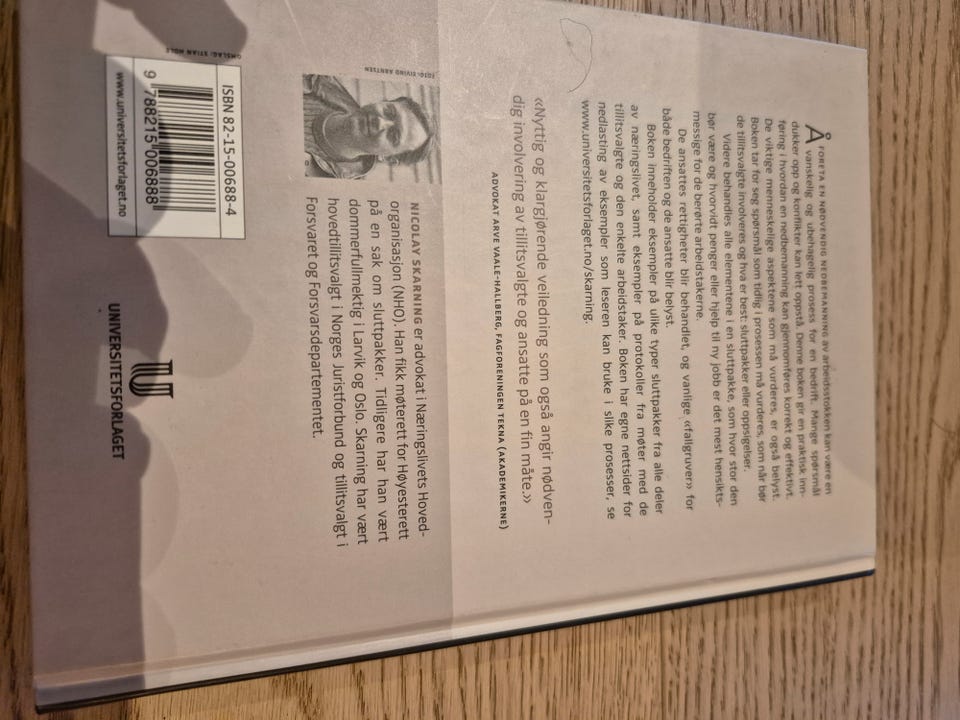 Å FORETA EN NØDVENDIG NEDBEMANNING av arbeidsstokken kan være en
vanskelig og ubehagelig prosess for en bedrift. Mange spørsmål
dukker opp og konflikter kan lett oppstå. Denne boken gir en praktisk inn-
føring i hvordan en nedbemanning kan gjennomføres korrekt og effektivt.
De viktige menneskelige aspektene som må vurderes, er også belyst.
Boken tar for seg spørsmål som tidlig i prosessen må vurderes, som når bør
de tillitsvalgte involveres og hva er best: sluttpakker eller oppsigelser.
Videre behandles alle elementene i en sluttpakke, som hvor stor den
bør være og hvorvidt penger eller hjelp til ny jobb er det mest hensikts-
messige for de berørte arbeidstakerne.
De ansattes rettigheter blir behandlet, og vanlige «fallgruver» for
både bedriften og de ansatte blir belyst.
Boken inneholder eksempler på ulike typer sluttpakker fra alle deler
av næringslivet, samt eksempler på protokoller fra møter med de
tillitsvalgte og den enkelte arbeidstaker. Boken har egne nettsider for
nedlasting av eksempler som leseren kan bruke i slike prosesser, se
www.universitetsforlaget.no/skarning.
«Nyttig og klargjørende veiledning som også angir nødven-
dig involvering av tillitsvalgte og ansatte på en fin måte.»
ADVOKAT ARVE VAALE-HALLBERG, FAGFORENINGEN TEKNA (AKADEMIKERNE)
FOTO: EIVIND ARNTSEN
NICOLAY SKARNING er advokat i Næringslivets Hoved-
organisasjon (NHO). Han fikk møterett for Høyesterett
på en sak om sluttpakker. Tidligere har han vært
dommerfullmektig i Larvik og Oslo. Skarning har vært
hovedtillitsvalgt i Norges Juristforbund og tillitsvalgt i
Forsvaret og Forsvarsdepartementet.
OMSLAG: STIAN HOLE
ISBN 82-15-00688-4
9 788215 006888
www.universitetsforlaget.no
UNIVERSITETSFORLAGET